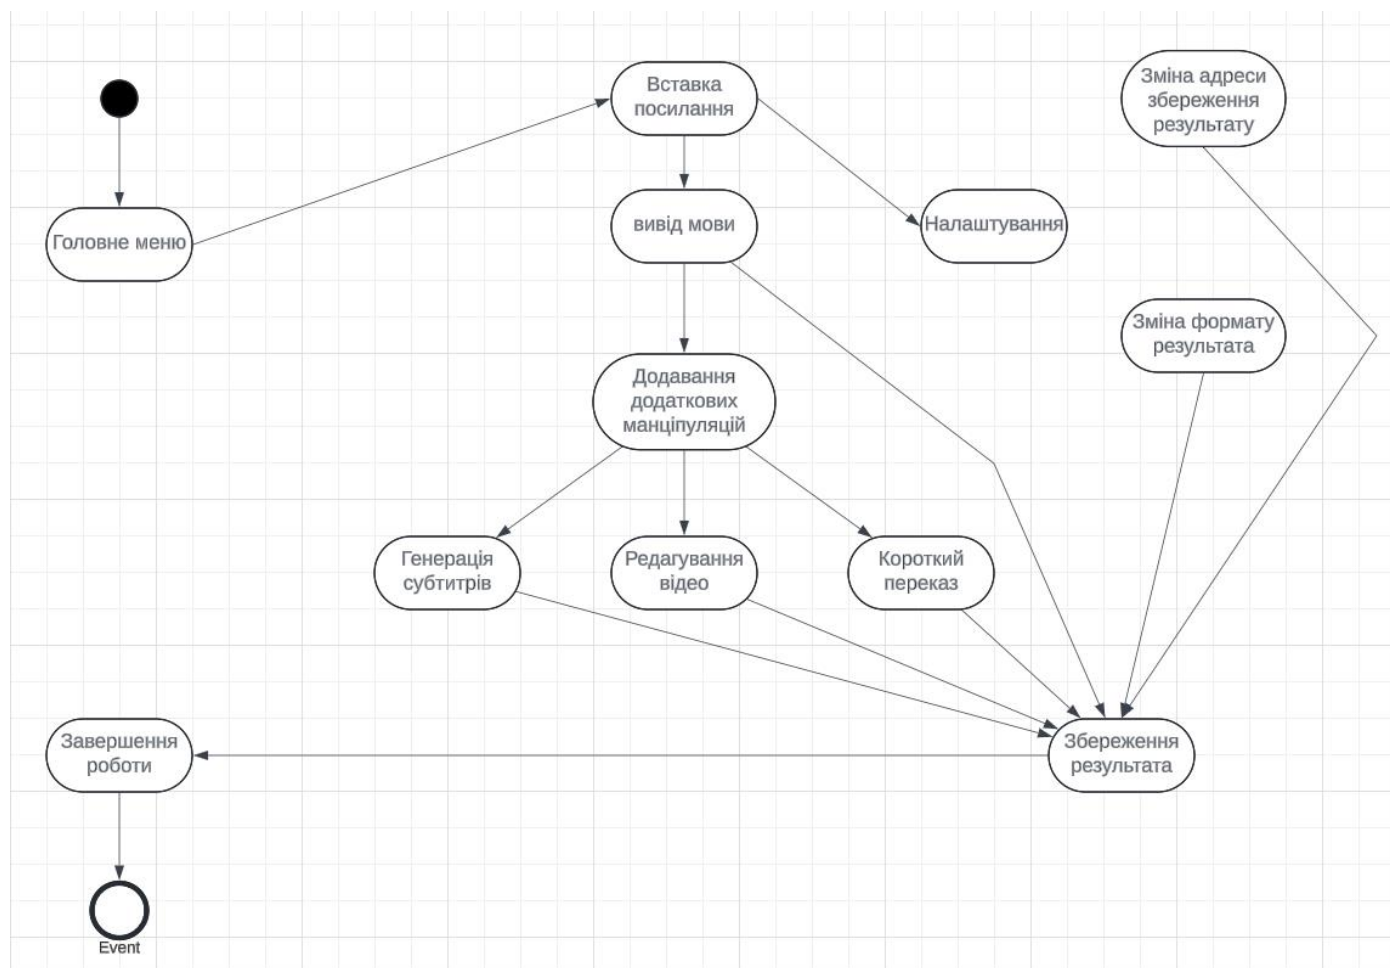 Вставка
посилання
Зміна адреси
збереження
результату
Головне меню
вивід мови
Налаштування
Зміна формату
результата
Додавання
додаткових
манціпуляцій
Генерація
субтитрів
Редагування
відео
Короткий
переказ
Завершення
роботи
Збереження
результата
Event